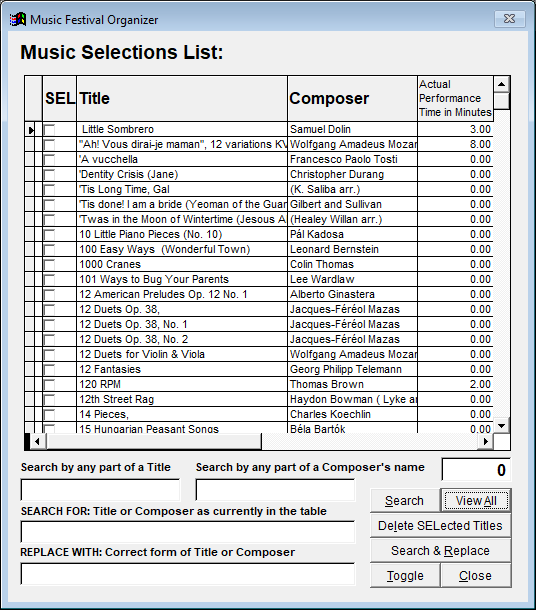 Music Festival Organizer
Music Selections List:
SEL Title Composer Actual Performance Time in Minutes
Little Sombrero Samuel Dolin 3.00
"Ah! Vous dirai-je maman", 12 variations KV Wolfgang Amadeus Mozar 8.00
'A vucchella Francesco Paolo Tosti 0.00
'Dentity Crisis (Jane) Christopher Durang 0.00
'Tis Long Time, Gal (K. Saliba arr.) 0.00
'Tis done! I am a bride (Yeoman of the Guar Gilbert and Sullivan 0.00
'Twas in the Moon of Wintertime (Jesous A (Healey Willan arr.) 0.00
10 Little Piano Pieces (No. 10) Pál Kadosa 0.00
100 Easy Ways (Wonderful Town) Leonard Bernstein 0.00
1000 Cranes Colin Thomas 0.00
101 Ways to Bug Your Parents Lee Wardlaw 0.00
12 American Preludes Op. 12 No. 1 Alberto Ginastera 0.00
12 Duets Op. 38, Jacques-Féréol Mazas 0.00
12 Duets Op. 38, No. 1 Jacques-Féréol Mazas 0.00
12 Duets Op. 38, No. 2 Jacques-Féréol Mazas 0.00
12 Duets for Violin & Viola Wolfgang Amadeus Mozar 0.00
12 Fantasies Georg Philipp Telemann 0.00
120 RPM Thomas Brown 2.00
12th Street Rag Haydon Bowman ( Lyke ar 0.00
14 Pieces, Charles Koechlin 0.00
15 Hungarian Peasant Songs Béla Bartók 0.00
Search by any part of a Title Search by any part of a Composer's name 0
SEARCH FOR: Title or Composer as currently in the table
REPLACE WITH: Correct form of Title or Composer
Search View All
Delete SELected Titles
Search & Replace
Toggle Close